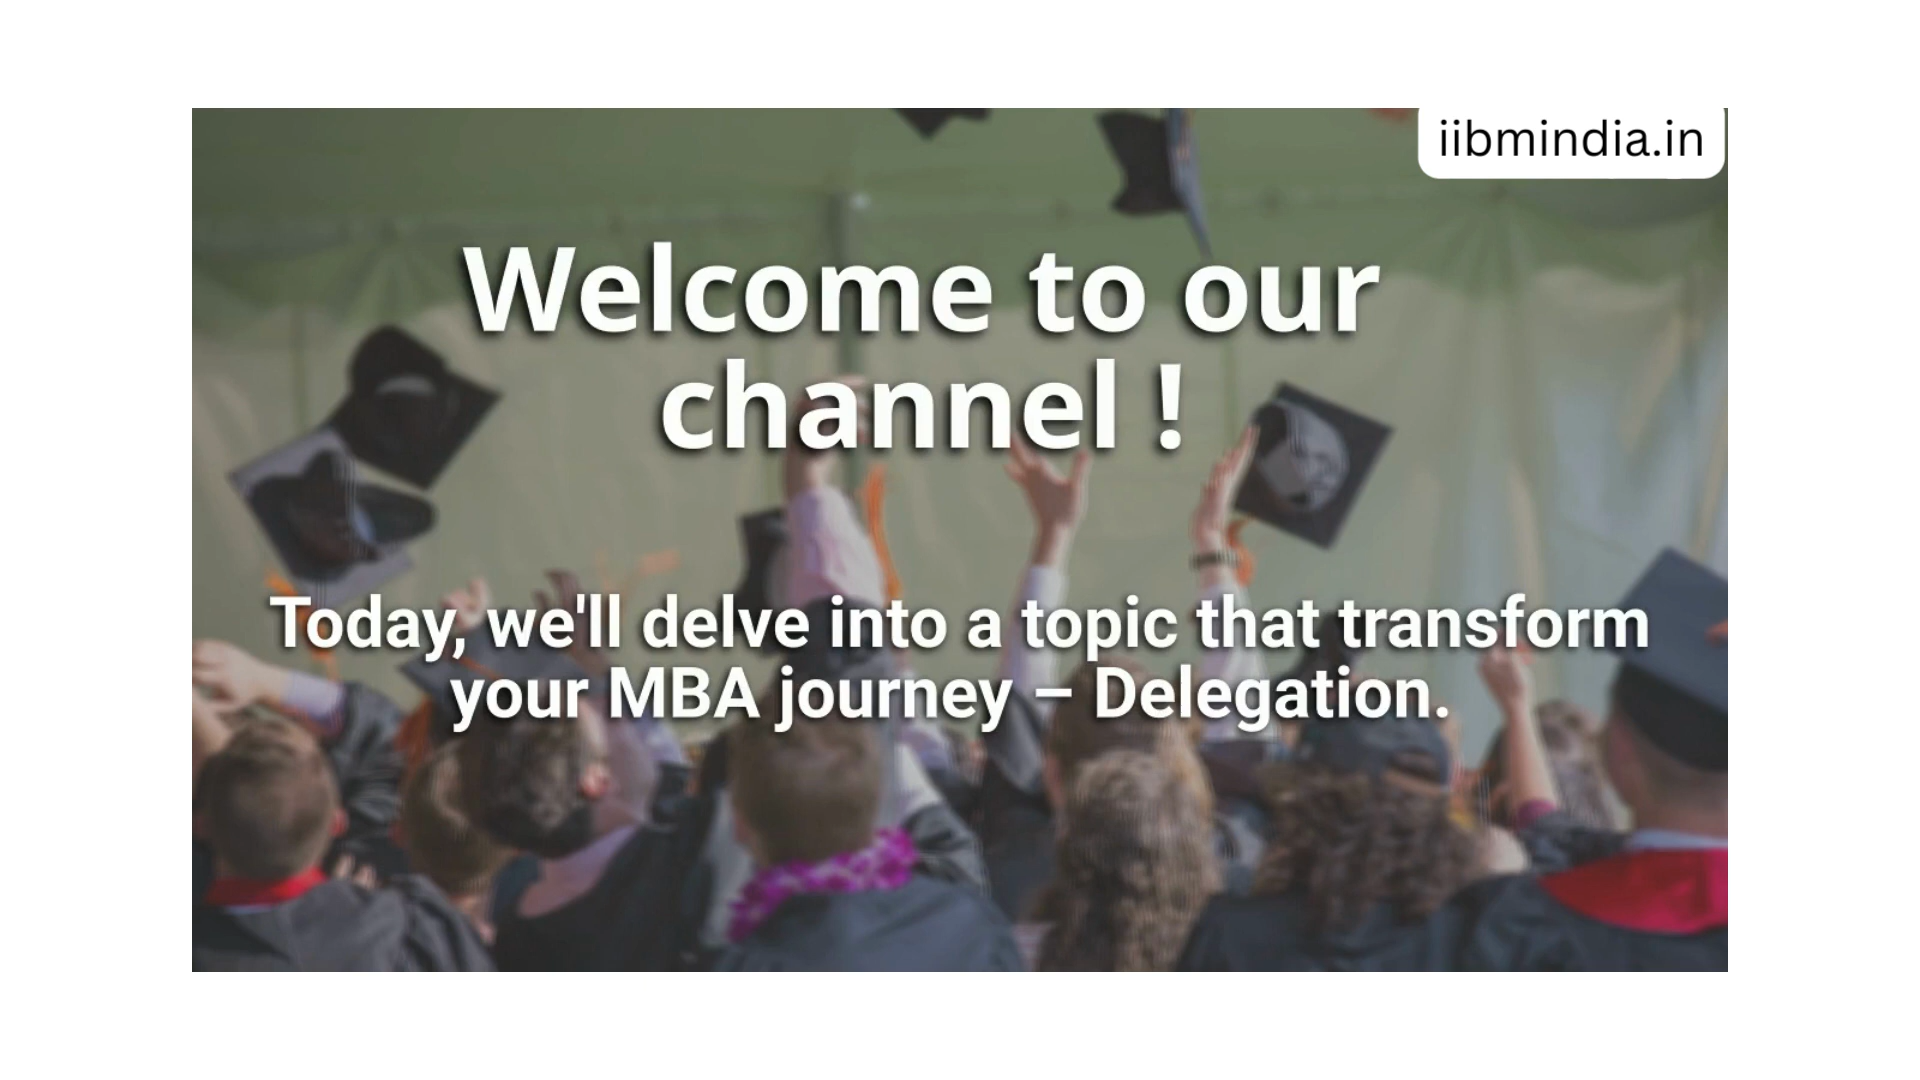 iibmindia.in
Welcome to our
channel !
Today, we'll delve into a topic that transform
your MBA journey – Delegation.